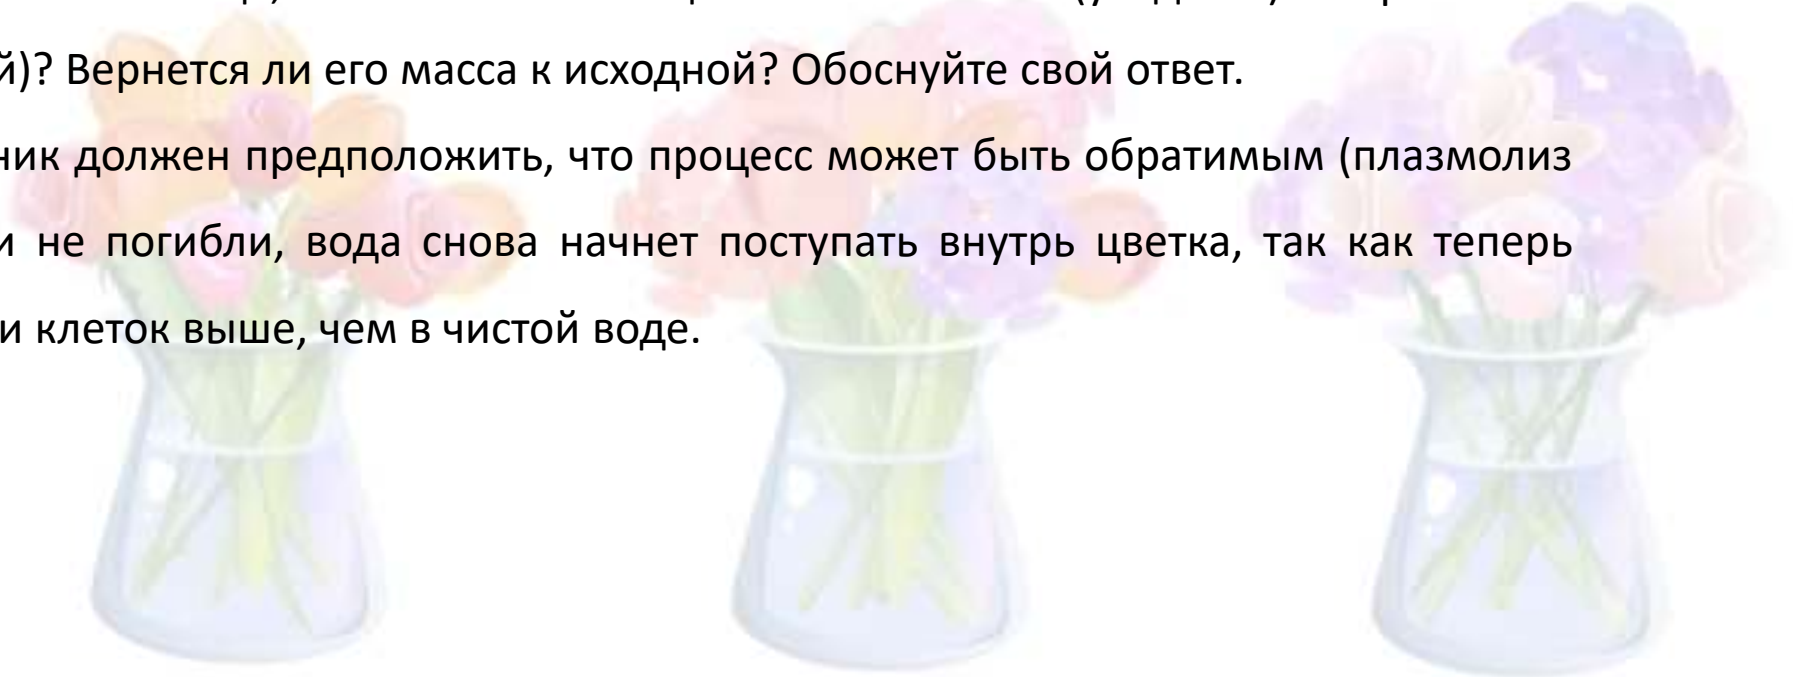 й)? Вернется ли его масса к исходной? Обоснуйте свой ответ.
ник должен предположить, что процесс может быть обратимым (плазмолиз
и не погибли, вода снова начнет поступать внутрь цветка, так как теперь
и клеток выше, чем в чистой воде.